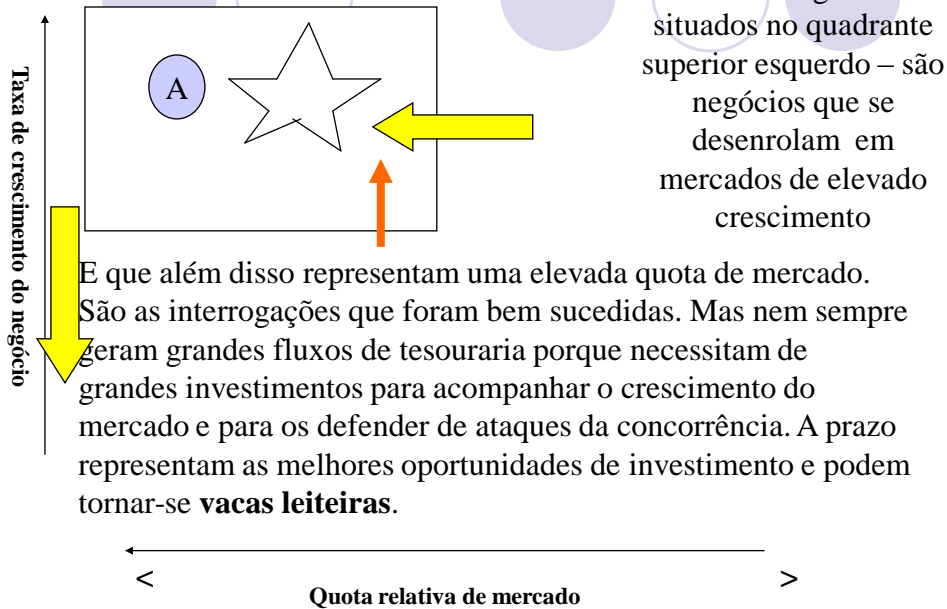 situados no quadrante
superior esquerdo – são
negócios que se
desenrolam em
mercados de elevado
crescimento
A
Taxa de crescimento do negócio
E que além disso representam uma elevada quota de mercado.
São as interrogações que foram bem sucedidas. Mas nem sempre
geram grandes fluxos de tesouraria porque necessitam de
grandes investimentos para acompanhar o crescimento do
mercado e para os defender de ataques da concorrência. A prazo
representam as melhores oportunidades de investimento e podem
tornar-se vacas leiteiras.
< >
Quota relativa de mercado